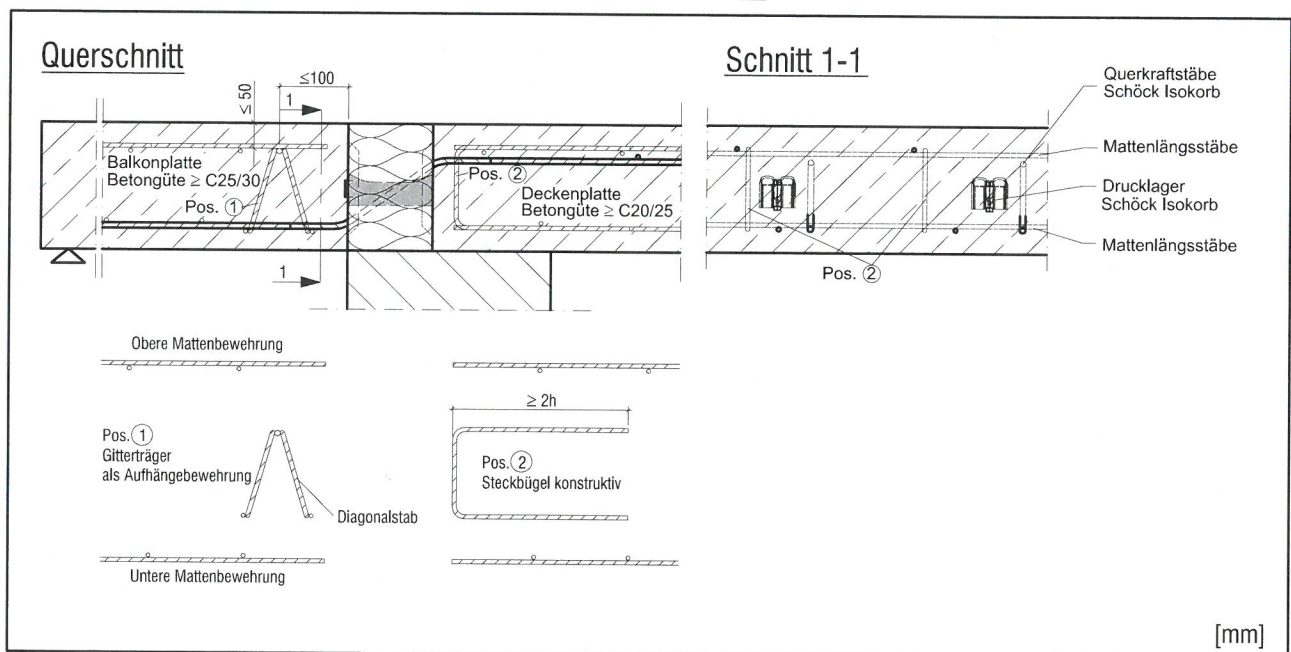 Querschnitt
≤100
≤ 50
1
Balkonplatte
Betongüte ≥ C25/30
Pos. ①
1
Pos. ②
Deckenplatte
Betongüte ≥ C20/25
Schnitt 1-1
Querkraftstäbe
Schöck Isokorb
Mattenlängsstäbe
Drucklager
Schöck Isokorb
Mattenlängsstäbe
Pos. ②
Obere Mattenbewehrung
Pos. ①
Gitterträger
als Aufhängebewehrung
Diagonalstab
Untere Mattenbewehrung
≥ 2h
Pos. ②
Steckbügel konstruktiv
[mm]